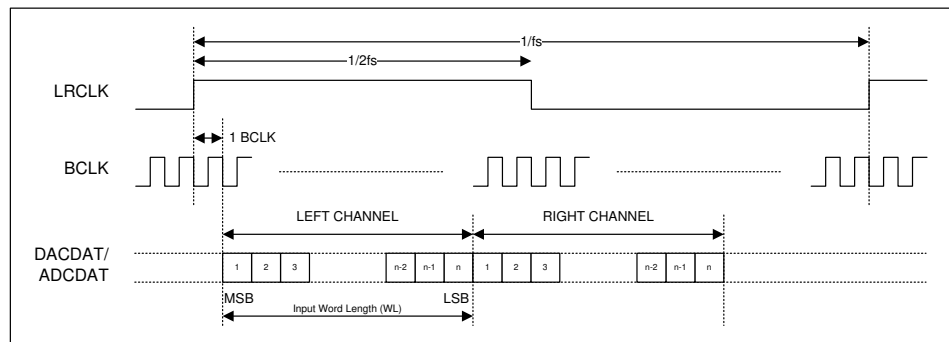 1/fs
1/2fs
LRCLK
1 BCLK
BCLK
LEFT CHANNEL
RIGHT CHANNEL
DACDAT/
ADCDAT
1 2 3 n-2 n-1 n 1 2 3 n-2 n-1 n
MSB LSB
Input Word Length (WL)